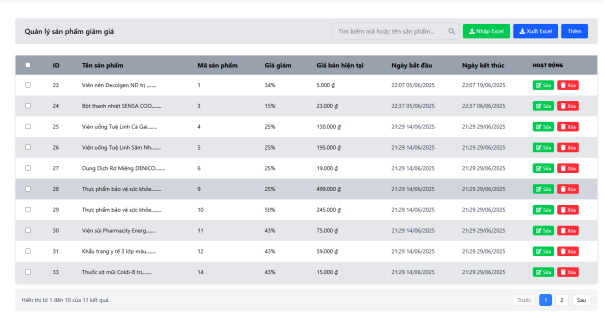 Quản lý sản phẩm giảm giá Tìm kiếm mã hoặc tên sản phẩm... Nhập Excel Xuất Excel Thêm
ID Tên sản phẩm Mã sản phẩm Giá giảm Giá bán hiện tại Ngày bắt đầu Ngày kết thúc HOẠT ĐỘNG
23 Viên nén Decolgen ND trị ....... 1 34% 5.000 ₫ 22:07 05/06/2025 22:07 19/06/2025 Sửa Xóa
24 Bột thanh nhiệt SENSA COO....... 3 15% 23.000 ₫ 22:37 05/06/2025 22:37 06/06/2025 Sửa Xóa
25 Viên uống Tuệ Linh Cà Gai....... 4 25% 130.000 ₫ 21:29 14/06/2025 21:29 29/06/2025 Sửa Xóa
26 Viên uống Tuệ Linh Sâm Nh....... 5 25% 195.000 ₫ 21:29 14/06/2025 21:29 29/06/2025 Sửa Xóa
27 Dung Dịch Rơ Miệng DENICO....... 6 25% 19.000 ₫ 21:29 14/06/2025 21:29 29/06/2025 Sửa Xóa
28 Thực phẩm bảo vệ sức khỏe....... 9 25% 499.000 ₫ 21:29 14/06/2025 21:29 29/06/2025 Sửa Xóa
29 Thực phẩm bảo vệ sức khỏe....... 10 50% 245.000 ₫ 21:29 14/06/2025 21:29 29/06/2025 Sửa Xóa
30 Viên sủi Pharmacity Energ....... 11 43% 75.000 ₫ 21:29 14/06/2025 21:29 29/06/2025 Sửa Xóa
31 Khẩu trang y tế 3 lớp màu....... 12 43% 59.000 ₫ 21:29 14/06/2025 21:29 29/06/2025 Sửa Xóa
33 Thuốc xịt mũi Coldi-B trị....... 14 43% 15.000 ₫ 21:29 14/06/2025 21:29 29/06/2025 Sửa Xóa
Hiển thị từ 1 đến 10 của 11 kết quả Trước 1 2 Sau